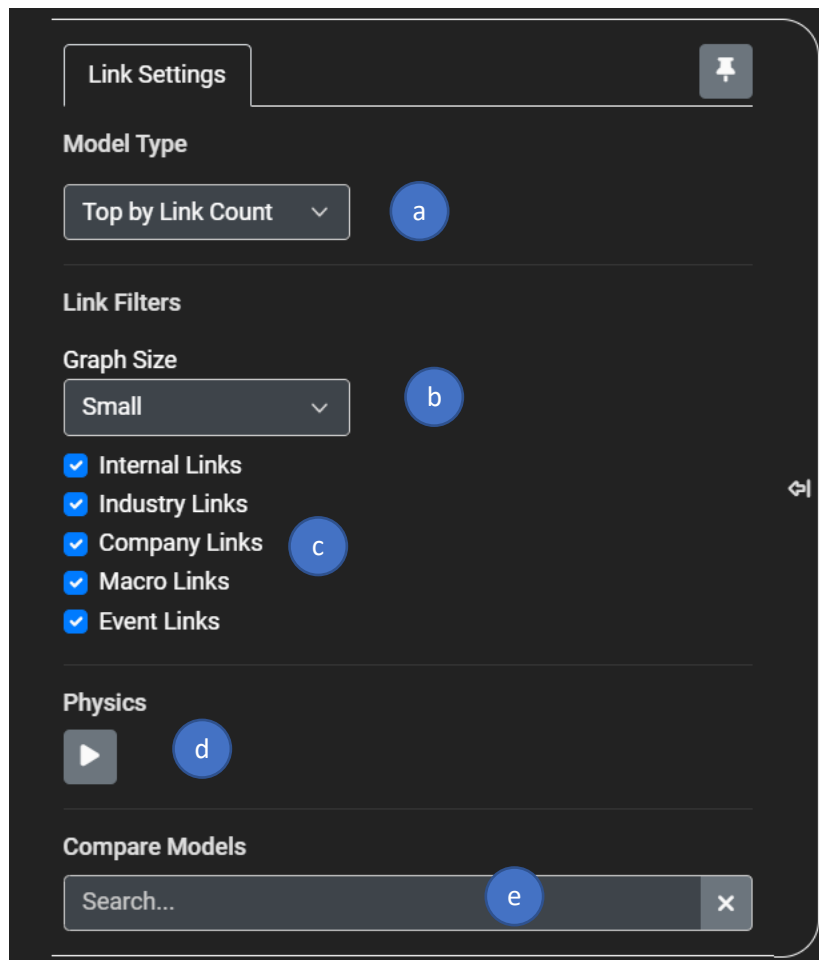 Link Settings
Model Type
Top by Link Count
a
Link Filters
Graph Size
Small
b
Internal Links
Industry Links
Company Links
c
Macro Links
Event Links
Physics
d
Compare Models
Search...
e